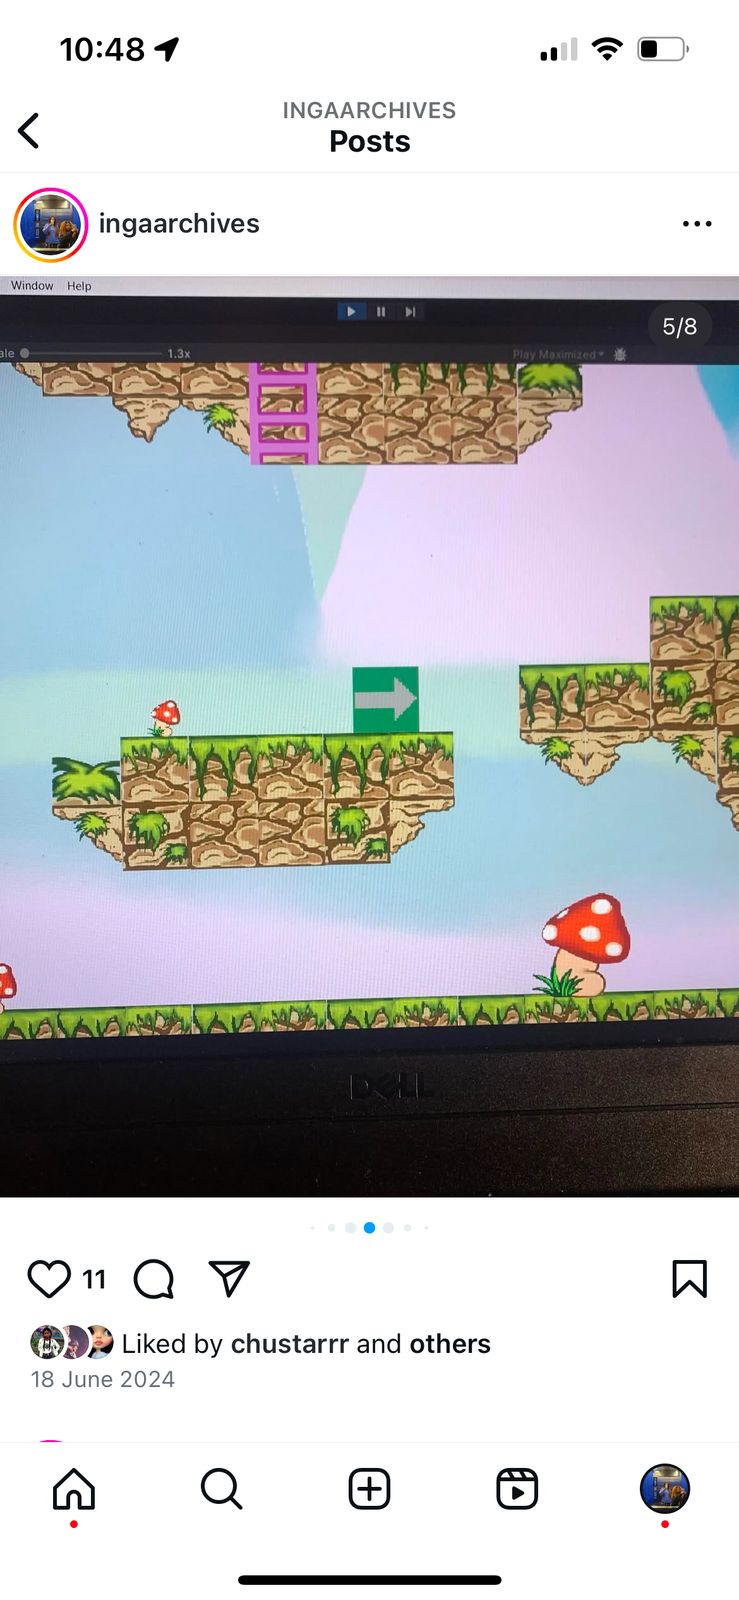 10:48
INGAARCHIVES
Posts
ingaarchives
Window Help
5/8
ale 1.3x Play Maximized
DELL
11
Liked by chustarrr and others
18 June 2024